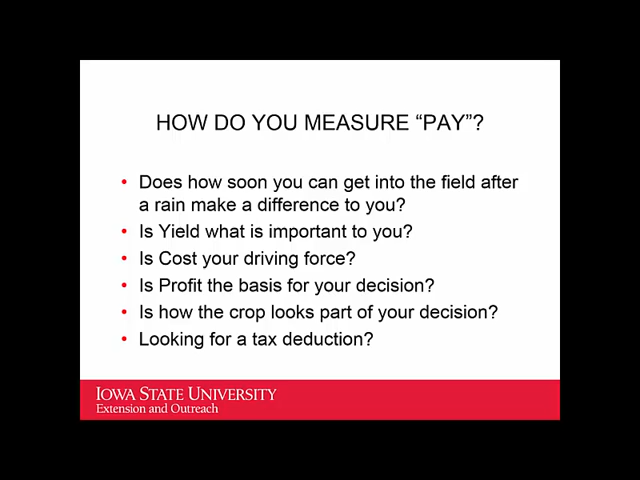 HOW DO YOU MEASURE “PAY”?
• Does how soon you can get into the field after
a rain make a difference to you?
• Is Yield what is important to you?
• Is Cost your driving force?
• Is Profit the basis for your decision?
• Is how the crop looks part of your decision?
• Looking for a tax deduction?
IOWA STATE UNIVERSITY
Extension and Outreach